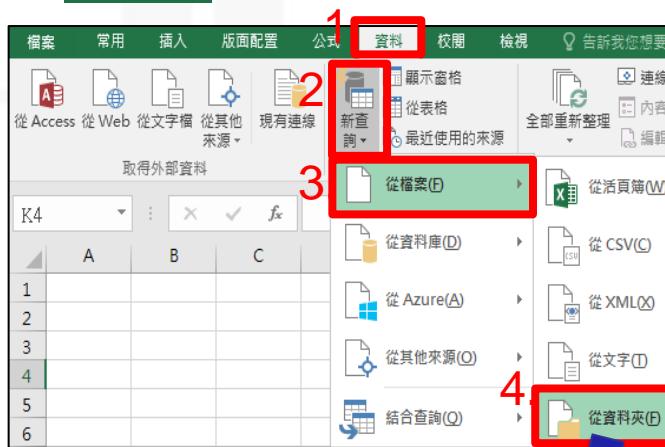 1
檔案 常用 插入 版面配置 公式 資料 校閱 檢視 告訴我您想要
2
顯示窗格 連線
從表格 內容
最近使用的來源 編輯
從 Access 從 Web 從文字檔 從其他來源 現有連線 新查詢 全部重新整理
取得外部資料
3.
從檔案(F) 從活頁簿(W)
K4 fx
從資料庫(D) 從 CSV(C)
A B C
1
從 Azure(A) 從 XML(X)
2
3
從其他來源(O) 從文字(T)
4
4.
5
結合查詢(Q) 從資料夾(F)
6